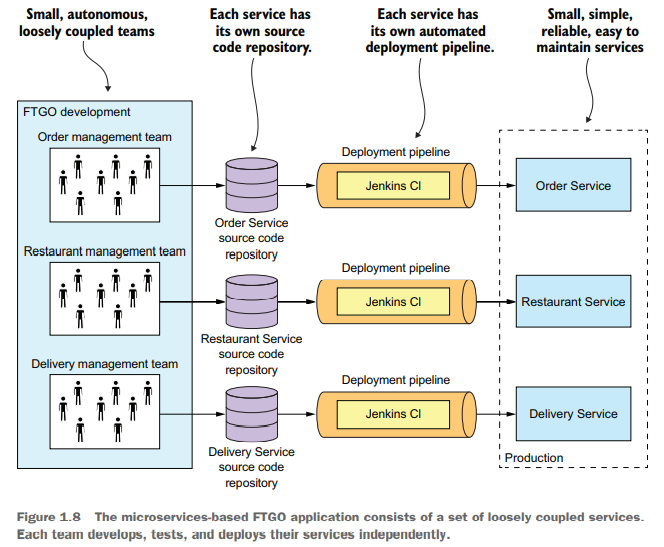 Small, autonomous,
loosely coupled teams
Each service has
its own source
code repository.
Each service has
its own automated
deployment pipeline.
Small, simple,
reliable, easy to
maintain services
FTGO development
Order management team
Deployment pipeline
Jenkins CI
Order Service
Order Service
source code
repository
Restaurant management team
Deployment pipeline
Jenkins CI
Restaurant Service
Restaurant Service
source code
repository
Delivery management team
Deployment pipeline
Jenkins CI
Delivery Service
Delivery Service
source code
repository
Production
Figure 1.8 The microservices-based FTGO application consists of a set of loosely coupled services.
Each team develops, tests, and deploys their services independently.